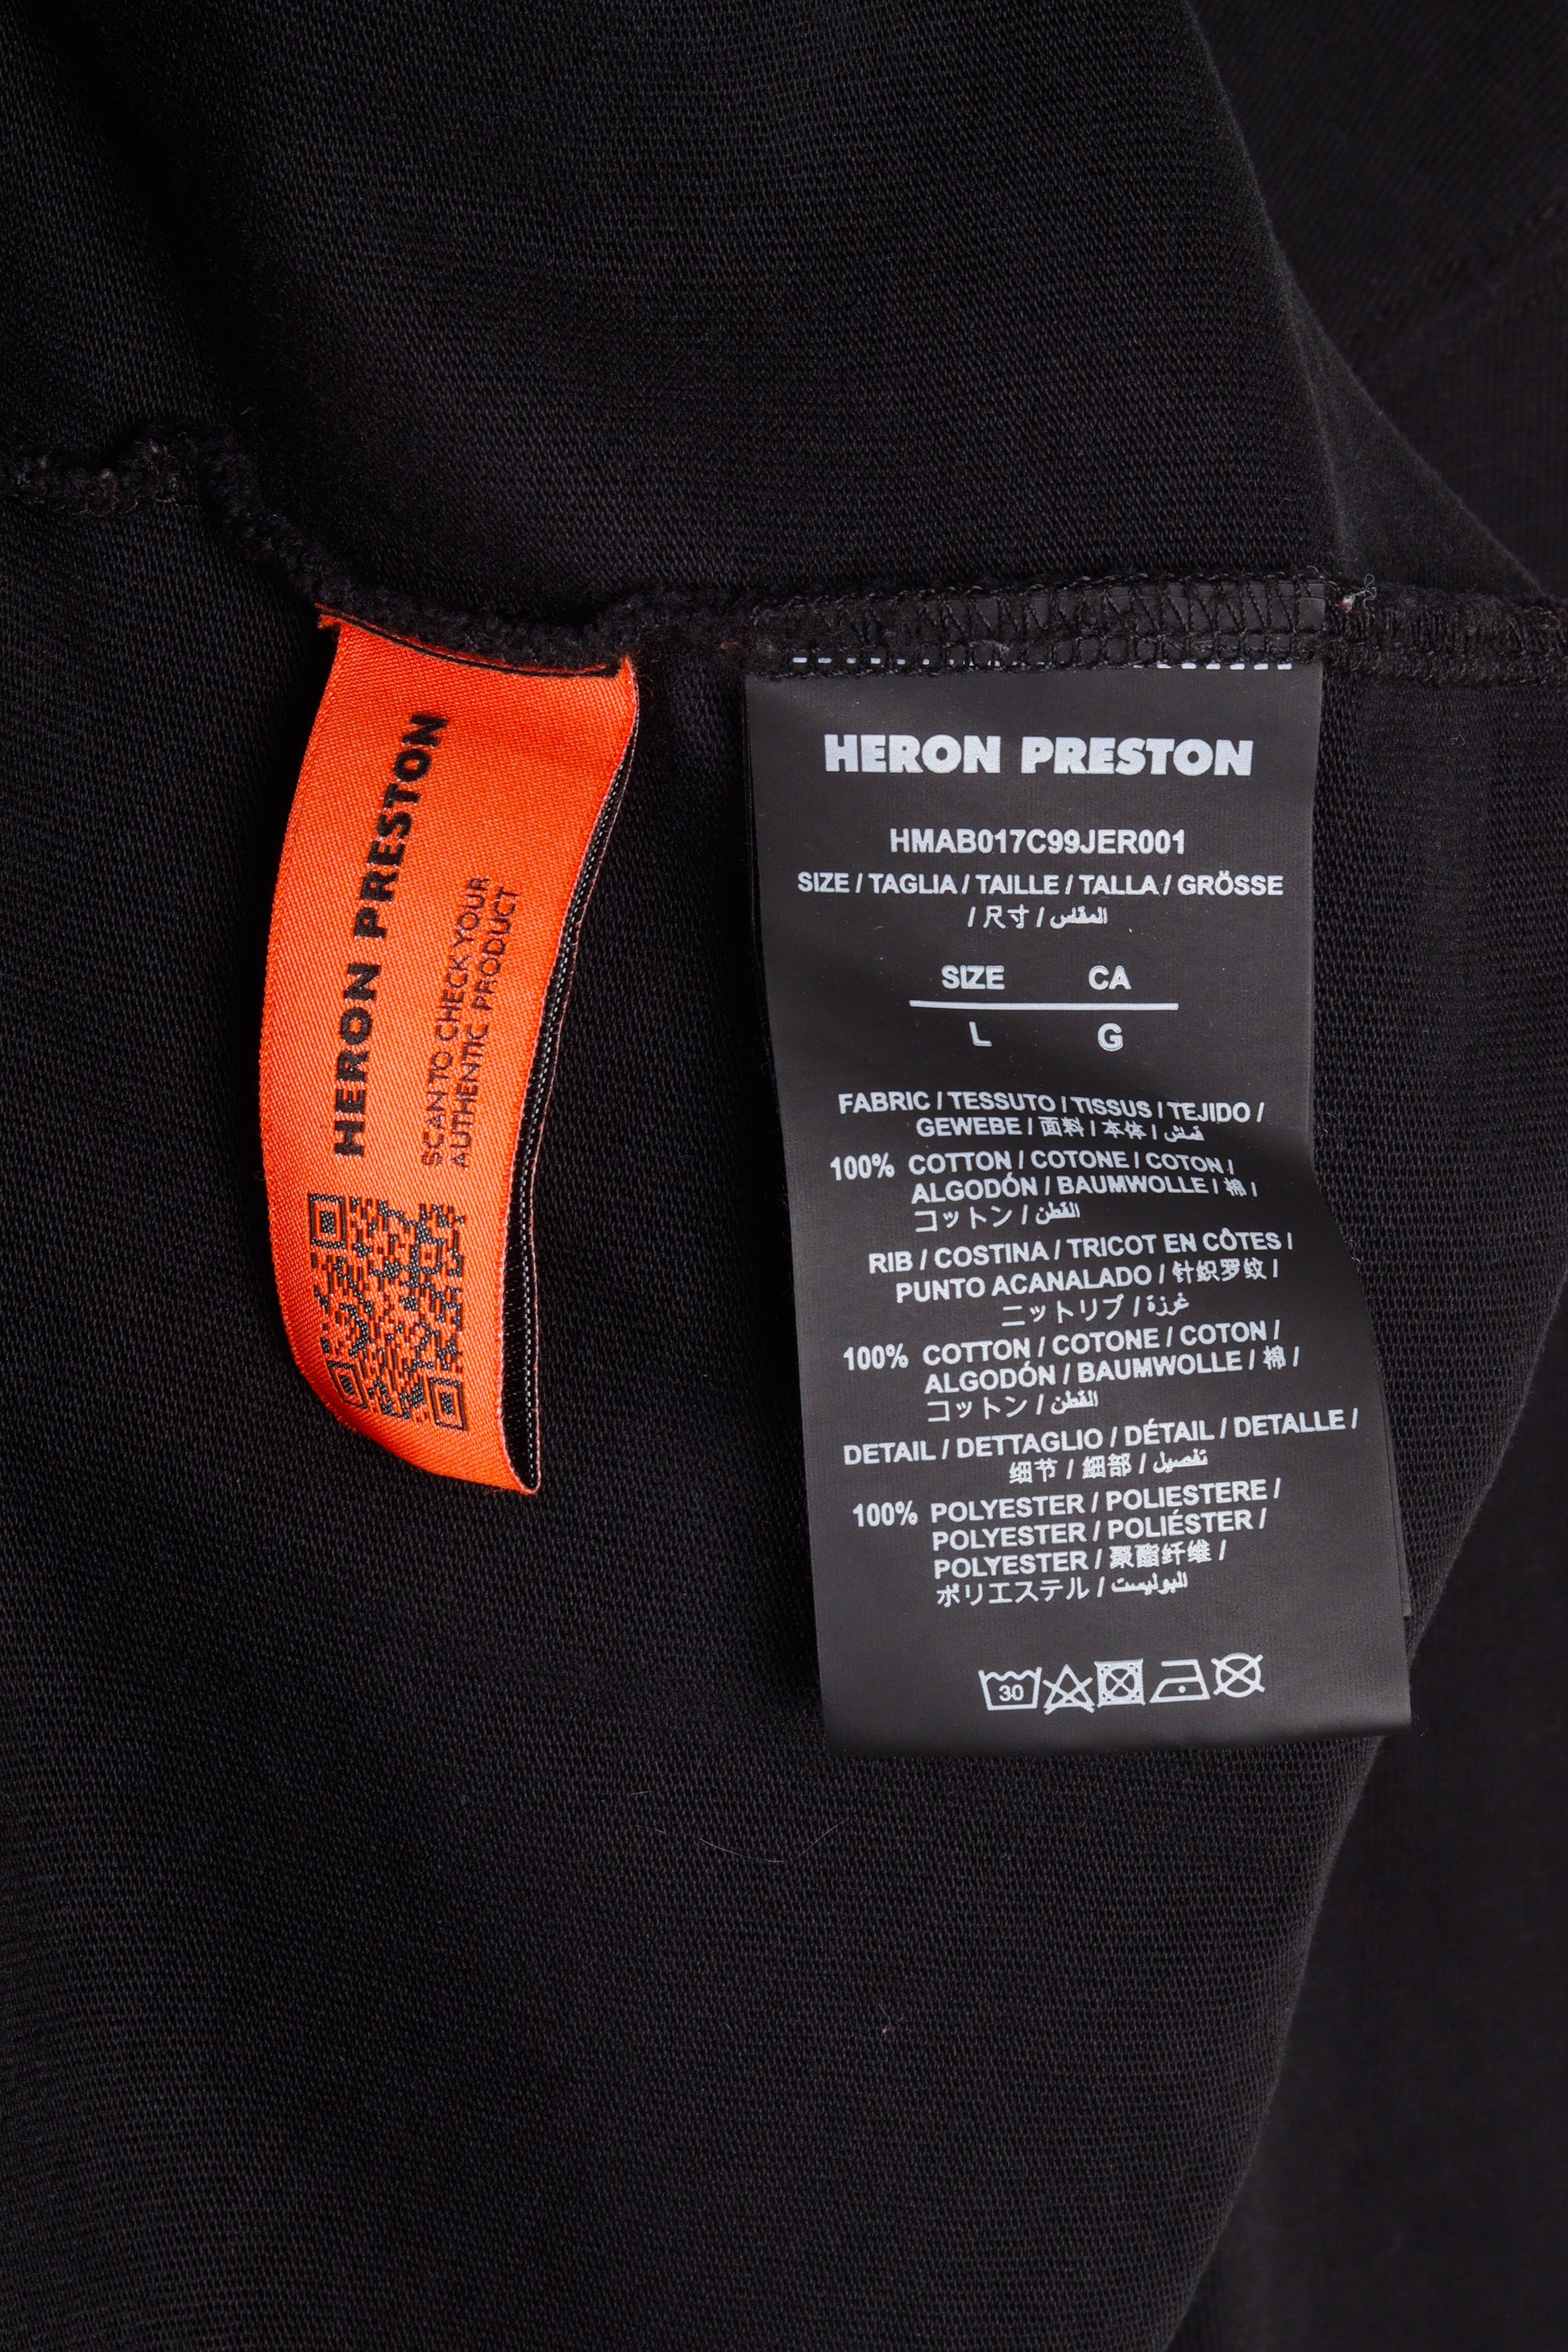 HERON PRESTON
SCAN TO CHECK YOUR
AUTHENTIC PRODUCT
HERON PRESTON
HMAB017C99JER001
SIZE / TAGLIA / TAILLE / TALLA / GRÖSSE
/ 尺寸 / المقاس
SIZE CA
L G
FABRIC / TESSUTO / TISSUS / TEJIDO /
GEWEBE / 面料 / 本体 / قماش
100% COTTON / COTONE / COTON /
ALGODÓN / BAUMWOLLE / 棉 /
コットン / القطن
RIB / COSTINA / TRICOT EN CÔTES /
PUNTO ACANALADO / 针织罗纹 /
ニットリブ / غرزة
100% COTTON / COTONE / COTON /
ALGODÓN / BAUMWOLLE / 棉 /
コットン / القطن
DETAIL / DETTAGLIO / DÉTAIL / DETALLE /
细节 / 細部 / تفصيل
100% POLYESTER / POLIESTERE /
POLYESTER / POLIÉSTER /
POLYESTER / 聚酯纤维 /
ポリエステル / البوليست
30